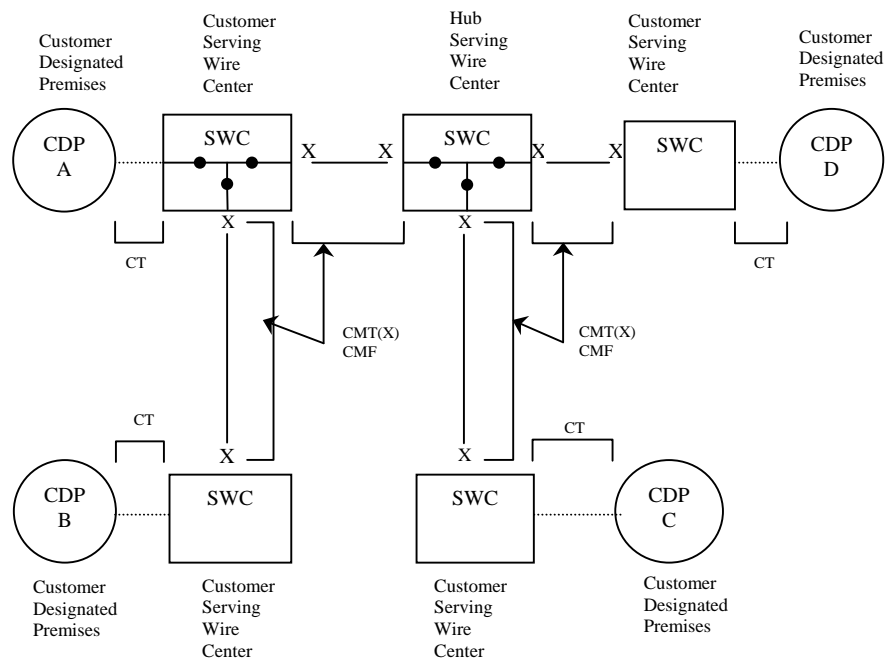 Customer
Designated
Premises
Customer
Serving
Wire
Center
Hub
Serving
Wire
Center
Customer
Serving
Wire
Center
Customer
Designated
Premises
CDP
A
SWC
X
X
SWC
X
X
SWC
CDP
D
CT
X
X
CT
CMT(X)
CMF
CMT(X)
CMF
CT
CT
X
X
CDP
B
SWC
SWC
CDP
C
Customer
Designated
Premises
Customer
Serving
Wire
Center
Customer
Serving
Wire
Center
Customer
Designated
Premises